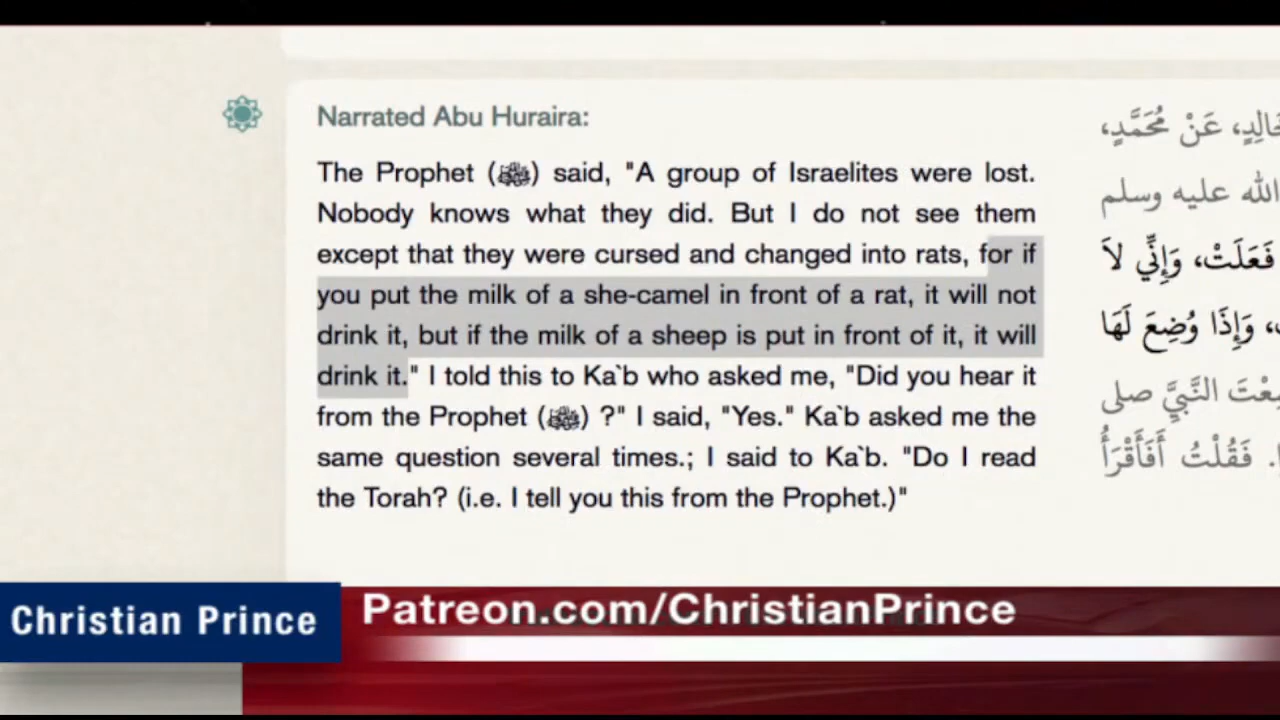 Narrated Abu Huraira:
The Prophet (ﷺ) said, "A group of Israelites were lost.
Nobody knows what they did. But I do not see them
except that they were cursed and changed into rats, for if
you put the milk of a she-camel in front of a rat, it will not
drink it, but if the milk of a sheep is put in front of it, it will
drink it." I told this to Ka`b who asked me, "Did you hear it
from the Prophet (ﷺ) ?" I said, "Yes." Ka`b asked me the
same question several times.; I said to Ka`b. "Do I read
the Torah? (i.e. I tell you this from the Prophet.)"
خَالِدٍ، عَنْ مُحَمَّدٍ،
الله عليه وسلم
فَعَلَتْ، وَإِنِّي لاَ
وَإِذَا وُضِعَ لَهَا
النَّبِيَّ صلى
فَقُلْتُ أَفَأَقْرَأُ
Christian Prince
Patreon.com/ChristianPrince